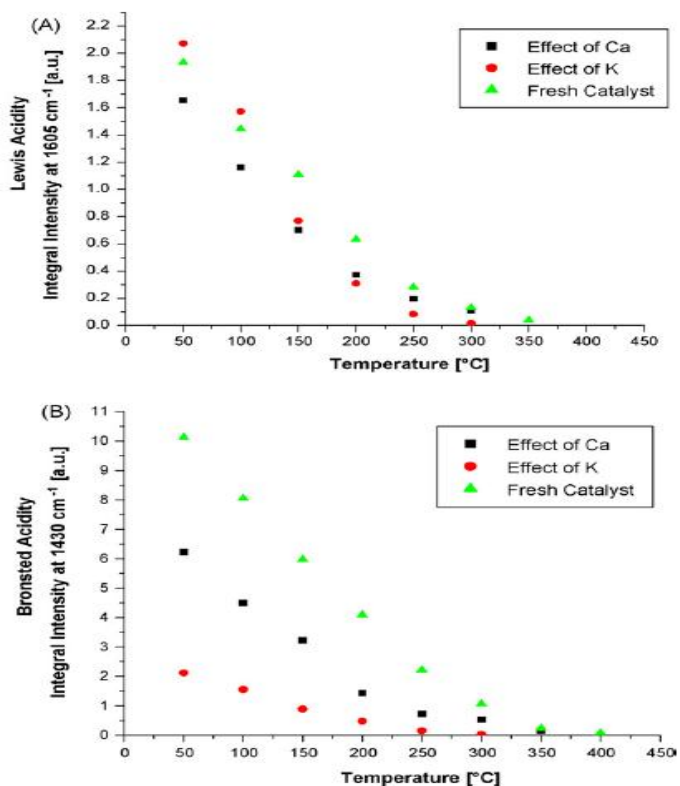 (A)
2.2
2.0
1.8
1.6
1.4
1.2
1.0
0.8
0.6
0.4
0.2
0.0
Lewis Acidity
Integral Intensity at 1605 cm⁻¹ [a.u.]
Effect of Ca
Effect of K
Fresh Catalyst
0 50 100 150 200 250 300 350 400 450
Temperature [°C]
(B)
11
10
9
8
7
6
5
4
3
2
1
0
Bronsted Acidity
Integral Intensity at 1430 cm⁻¹ [a.u.]
Effect of Ca
Effect of K
Fresh Catalyst
0 50 100 150 200 250 300 350 400 450
Temperature [°C]